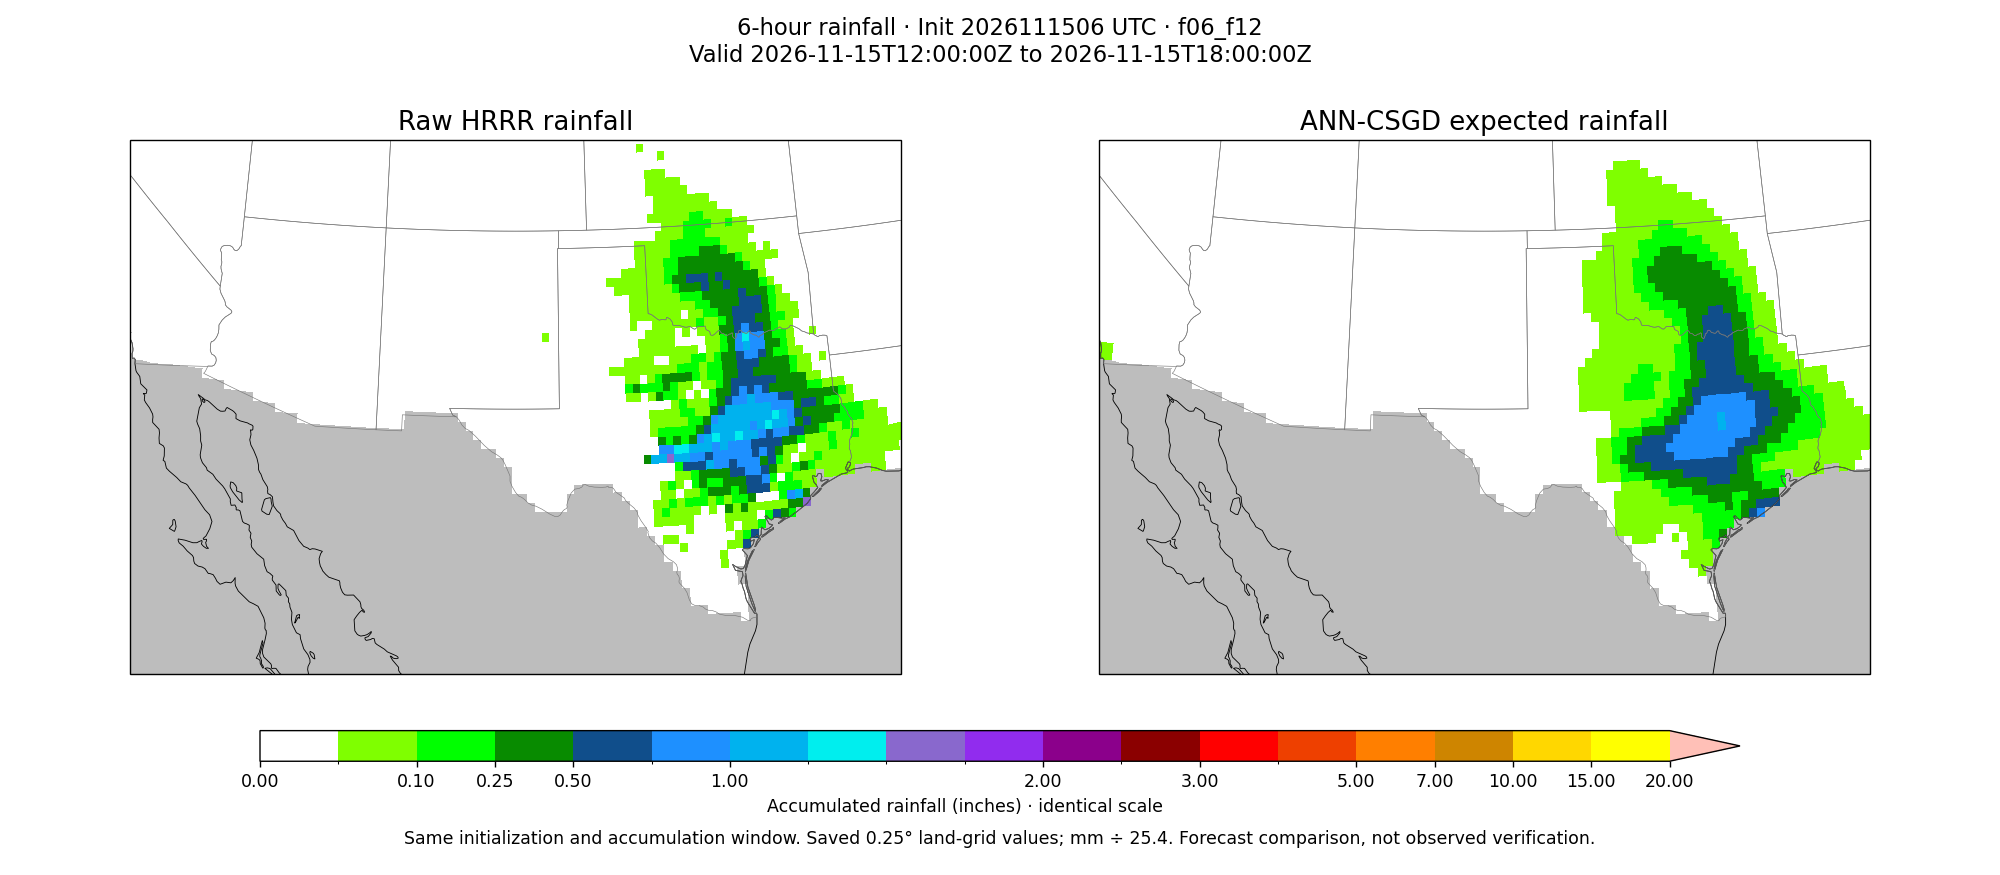 6-hour rainfall · Init 2026111506 UTC · f06_f12
Valid 2026-11-15T12:00:00Z to 2026-11-15T18:00:00Z
Raw HRRR rainfall
ANN-CSGD expected rainfall
0.00 0.10 0.25 0.50 1.00 2.00 3.00 5.00 7.00 10.00 15.00 20.00
Accumulated rainfall (inches) · identical scale
Same initialization and accumulation window. Saved 0.25° land-grid values; mm ÷ 25.4. Forecast comparison, not observed verification.